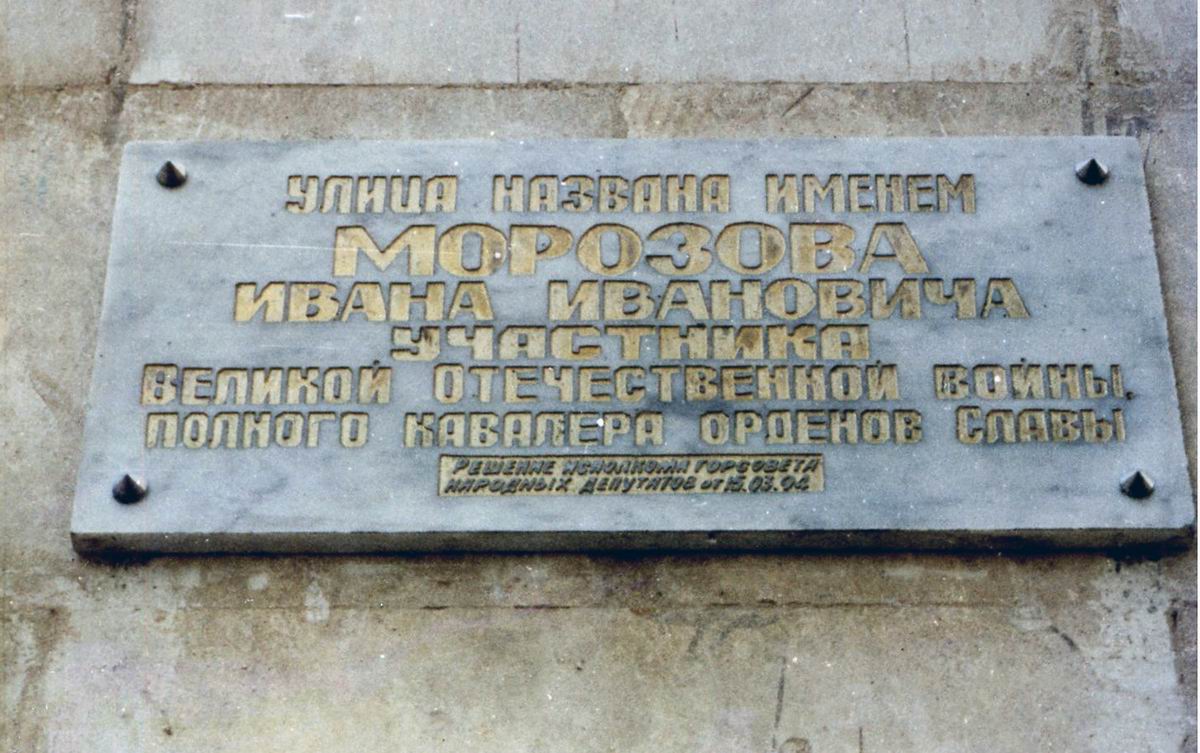 УЛИЦА НАЗВАНА ИМЕНЕМ
МОРОЗОВА
ИВАНА ИВАНОВИЧА
УЧАСТНИКА
ВЕЛИКОЙ ОТЕЧЕСТВЕННОЙ ВОЙНЫ,
ПОЛНОГО КАВАЛЕРА ОРДЕНОВ СЛАВЫ
РЕШЕНИЕ ИСПОЛКОМА ГОРСОВЕТА
НАРОДНЫХ ДЕПУТАТОВ от 15.03.04